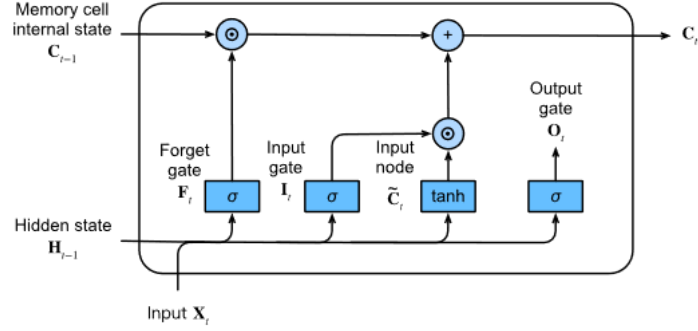 Memory cell
internal state
C_{t−1}
C_t
+
Output
gate
O_t
Forget
gate
F_t
Input
gate
I_t
Input
node
C̃_t
σ
σ
tanh
σ
Hidden state
H_{t−1}
Input X_t